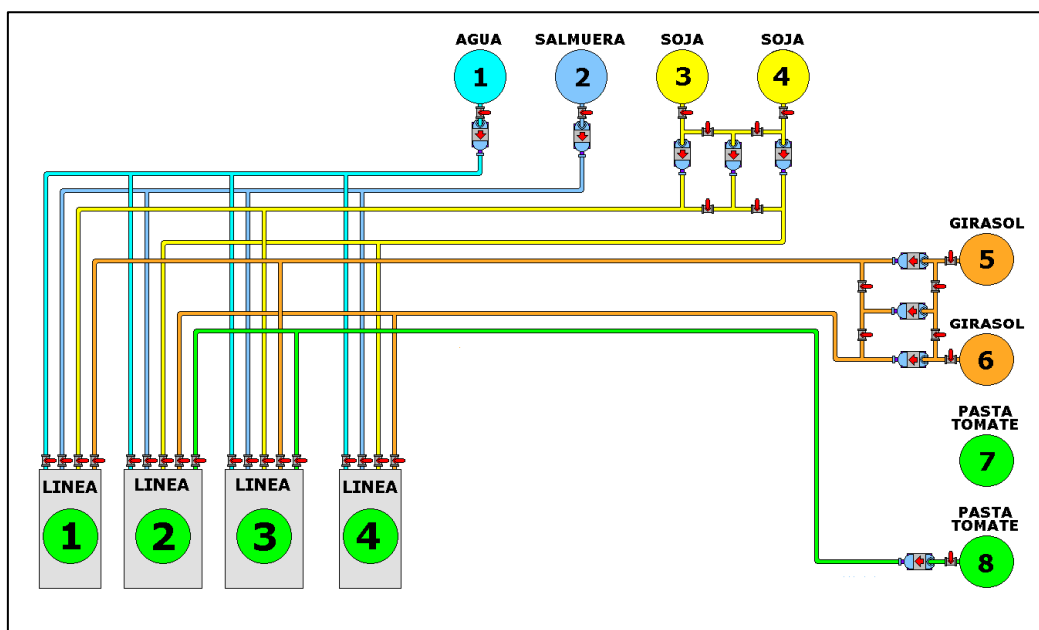 AGUA
SALMUERA
SOJA
SOJA
1
2
3
4
GIRASOL
5
GIRASOL
6
PASTA
TOMATE
7
PASTA
TOMATE
8
LINEA
LINEA
LINEA
LINEA
1
2
3
4